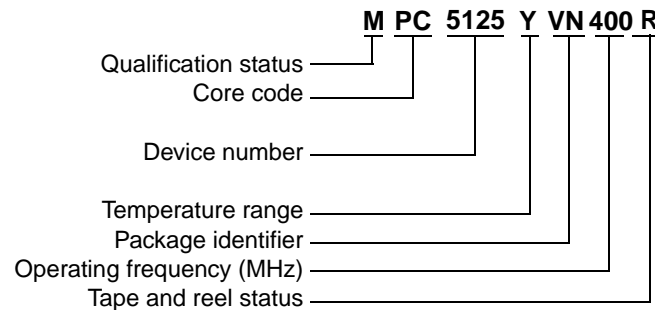 M PC 5125 Y VN 400 R
Qualification status
Core code
Device number
Temperature range
Package identifier
Operating frequency (MHz)
Tape and reel status